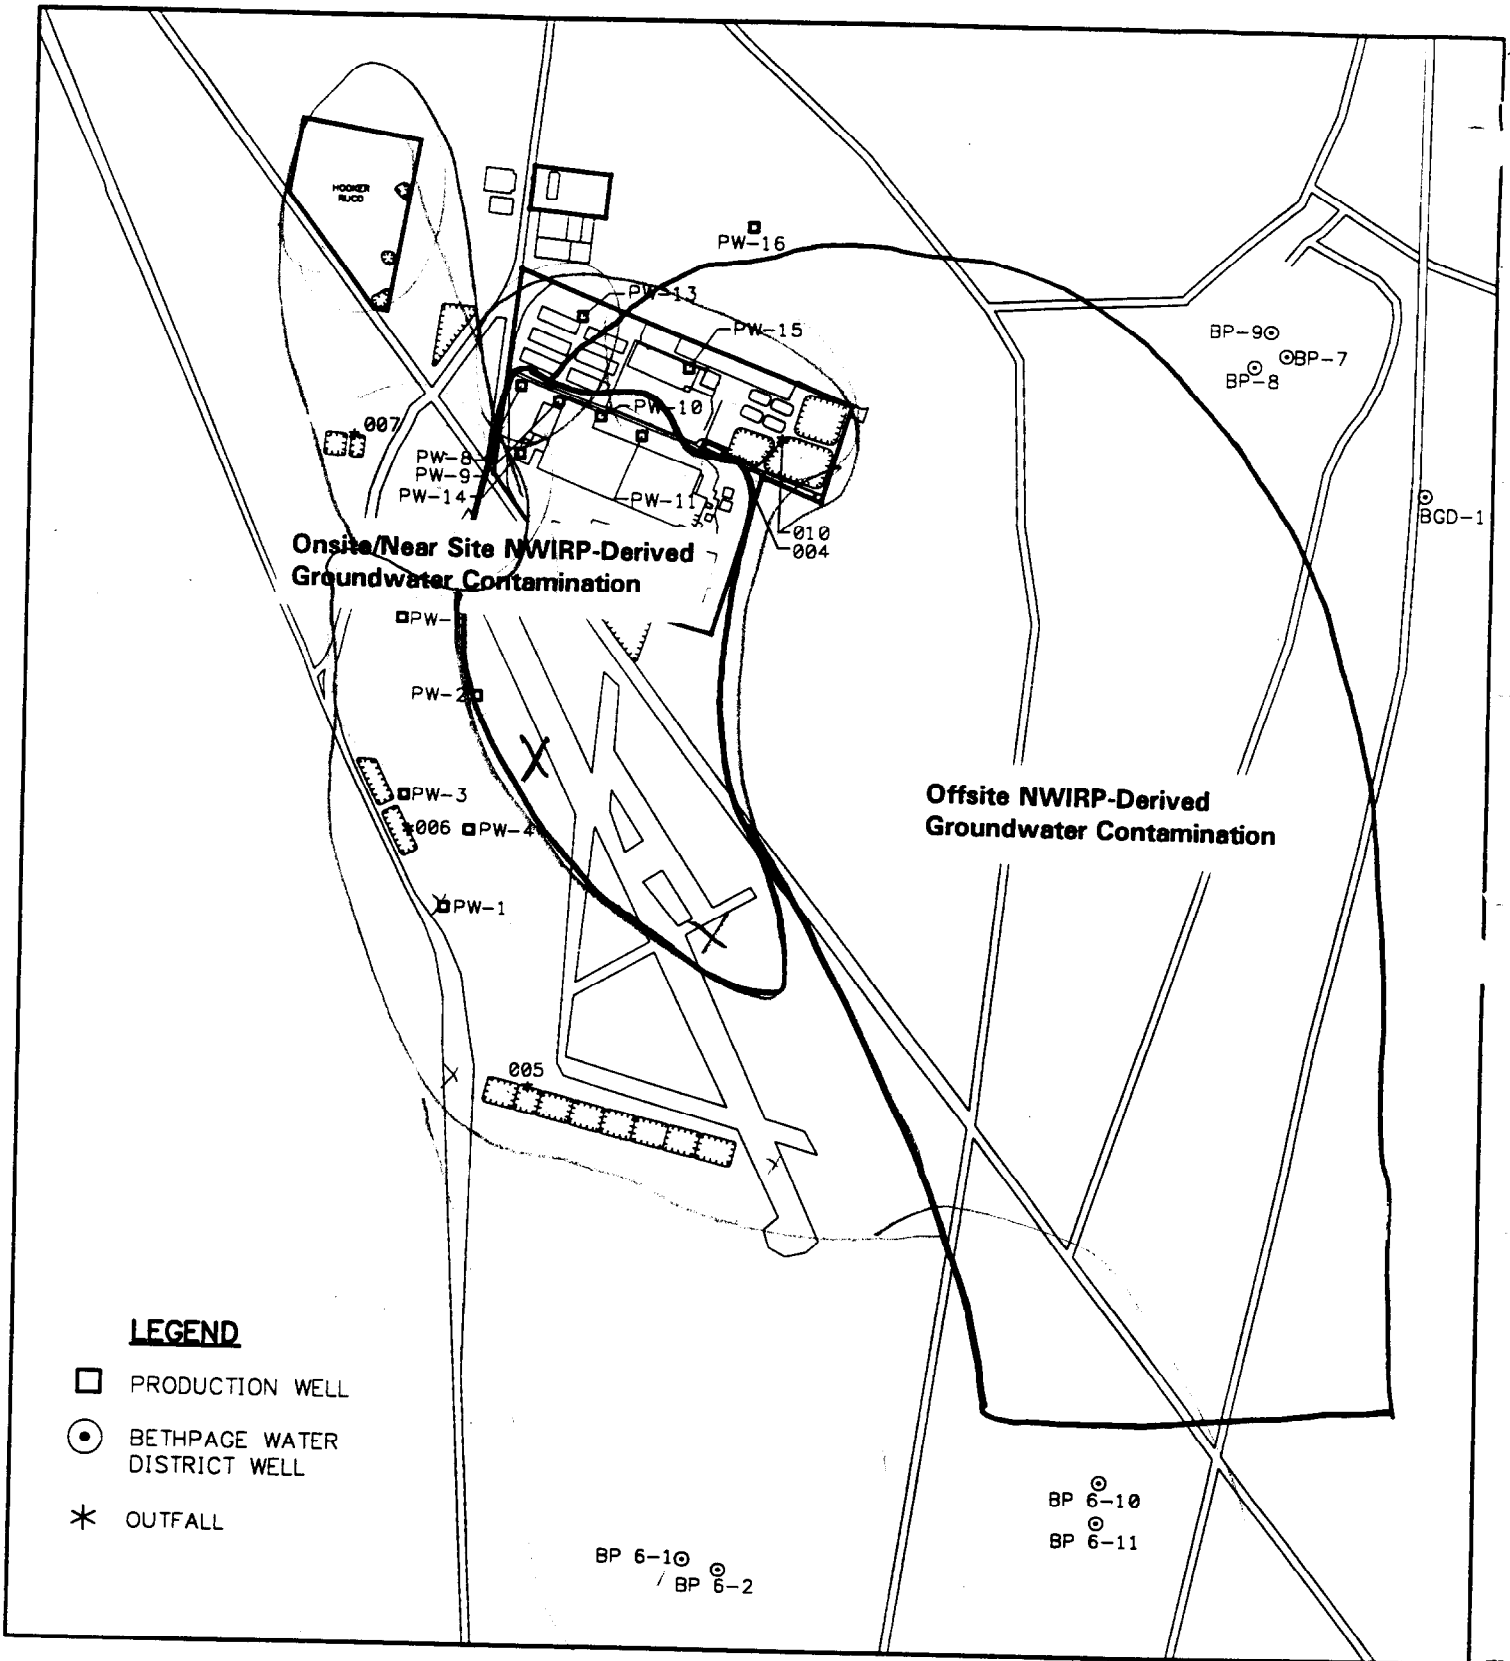 HOOKER
RUCO
PW-16
PW-13
PW-15
BP-9
BP-7
BP-8
PW-10
007
PW-8
PW-9
PW-14
PW-11
BGD-1
010
004
Onsite/Near Site NWIRP-Derived
Groundwater Contamination
PW-
PW-2
Offsite NWIRP-Derived
Groundwater Contamination
PW-3
006
PW-4
PW-1
005
LEGEND
PRODUCTION WELL
BETHPAGE WATER
DISTRICT WELL
OUTFALL
BP 6-10
BP 6-11
BP 6-1
BP 6-2